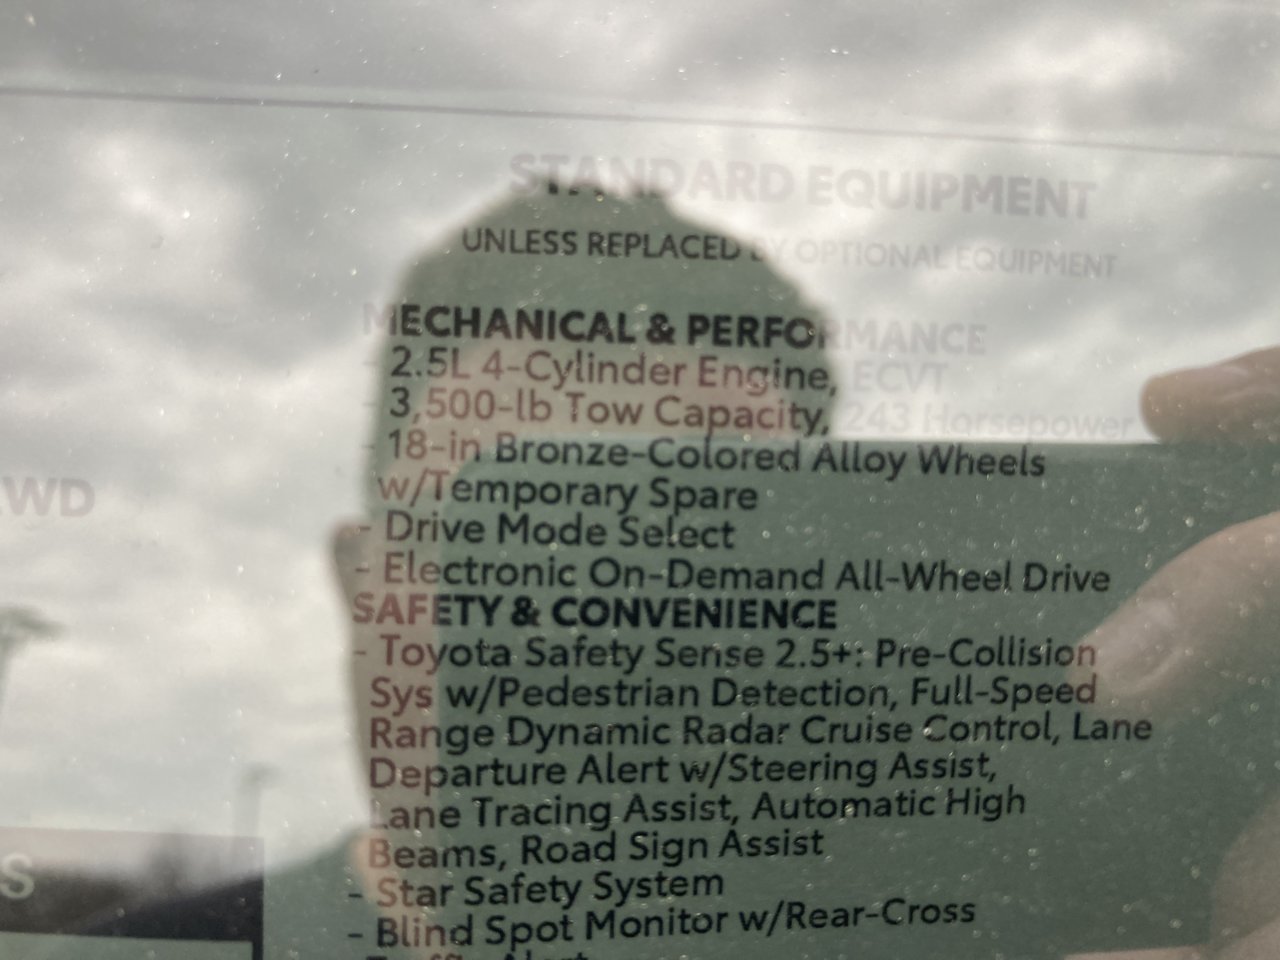 STANDARD EQUIPMENT
UNLESS REPLACED BY OPTIONAL EQUIPMENT
MECHANICAL & PERFORMANCE
- 2.5L 4-Cylinder Engine, ECVT
- 3,500-lb Tow Capacity, 243 Horsepower
- 18-in Bronze-Colored Alloy Wheels
w/Temporary Spare
- Drive Mode Select
- Electronic On-Demand All-Wheel Drive
SAFETY & CONVENIENCE
- Toyota Safety Sense 2.5+: Pre-Collision
Sys w/Pedestrian Detection, Full-Speed
Range Dynamic Radar Cruise Control, Lane
Departure Alert w/Steering Assist,
Lane Tracing Assist, Automatic High
Beams, Road Sign Assist
- Star Safety System
- Blind Spot Monitor w/Rear-Cross
Traffic Alert
WD
S